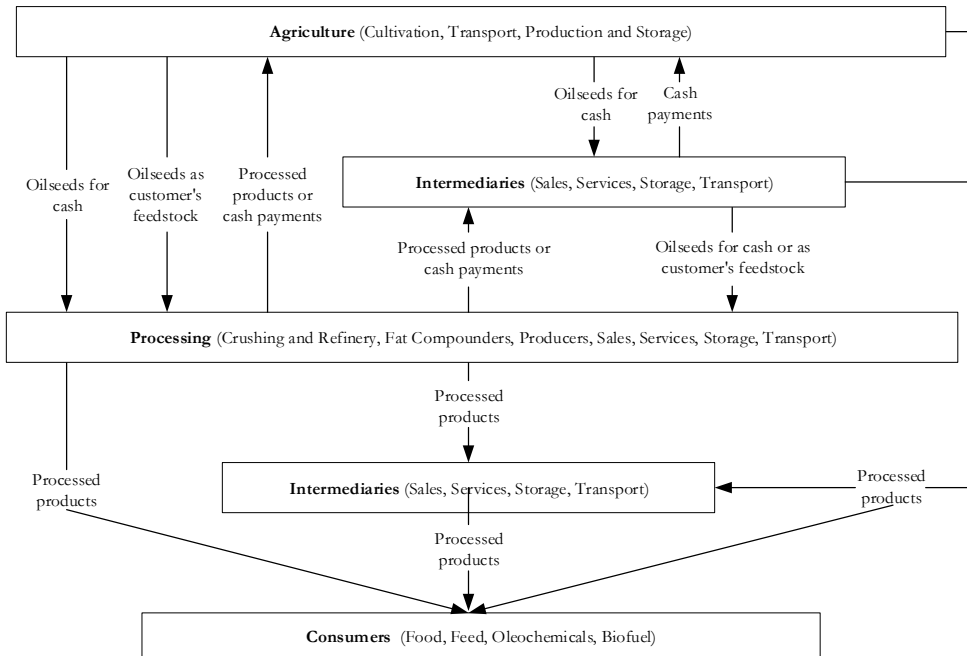 Agriculture (Cultivation, Transport, Production and Storage)
Oilseeds for
cash
Cash
payments
Oilseeds for
cash
Oilseeds as
customer's
feedstock
Processed
products or
cash payments
Intermediaries (Sales, Services, Storage, Transport)
Processed products or
cash payments
Oilseeds for cash or as
customer's feedstock
Processing (Crushing and Refinery, Fat Compounders, Producers, Sales, Services, Storage, Transport)
Processed
products
Processed
products
Intermediaries (Sales, Services, Storage, Transport)
Processed
products
Processed
products
Consumers (Food, Feed, Oleochemicals, Biofuel)